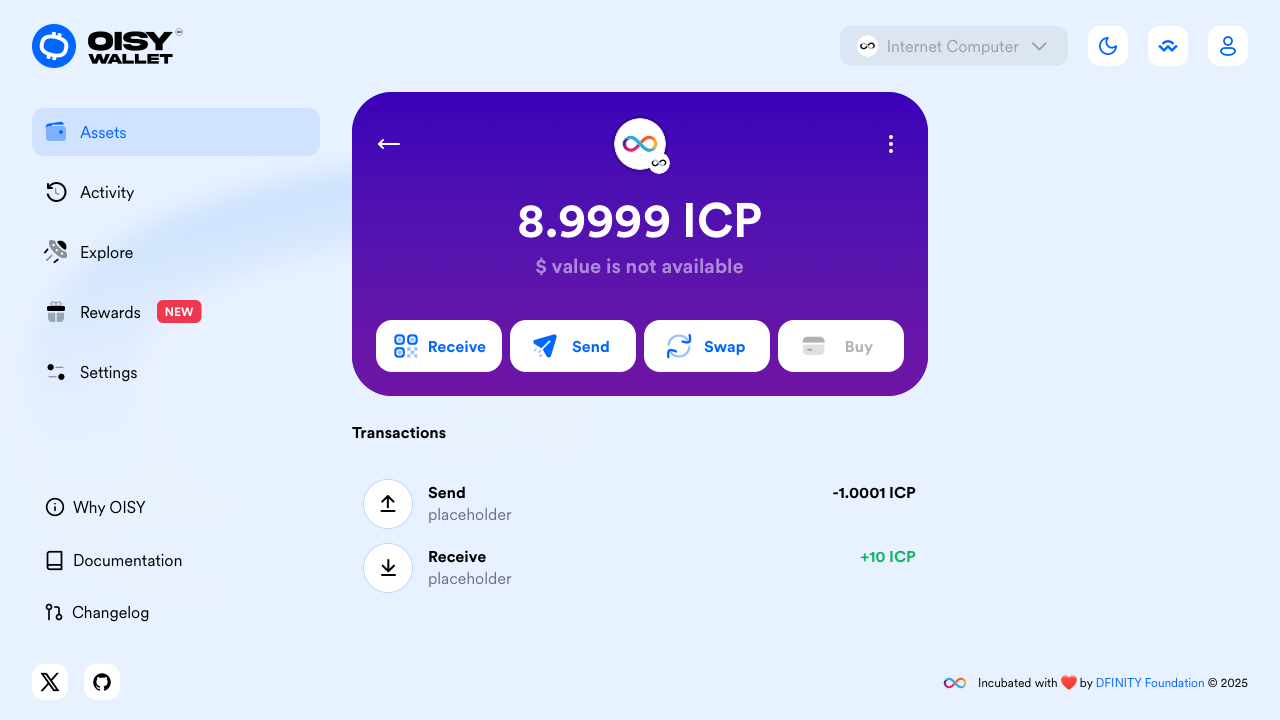 OISY
WALLET
Internet Computer
Assets
Activity
Explore
Rewards NEW
Settings
Why OISY
Documentation
Changelog
8.9999 ICP
$ value is not available
Receive
Send
Swap
Buy
Transactions
Send -1.0001 ICP
placeholder
Receive +10 ICP
placeholder
Incubated with ❤️ by DFINITY Foundation © 2025